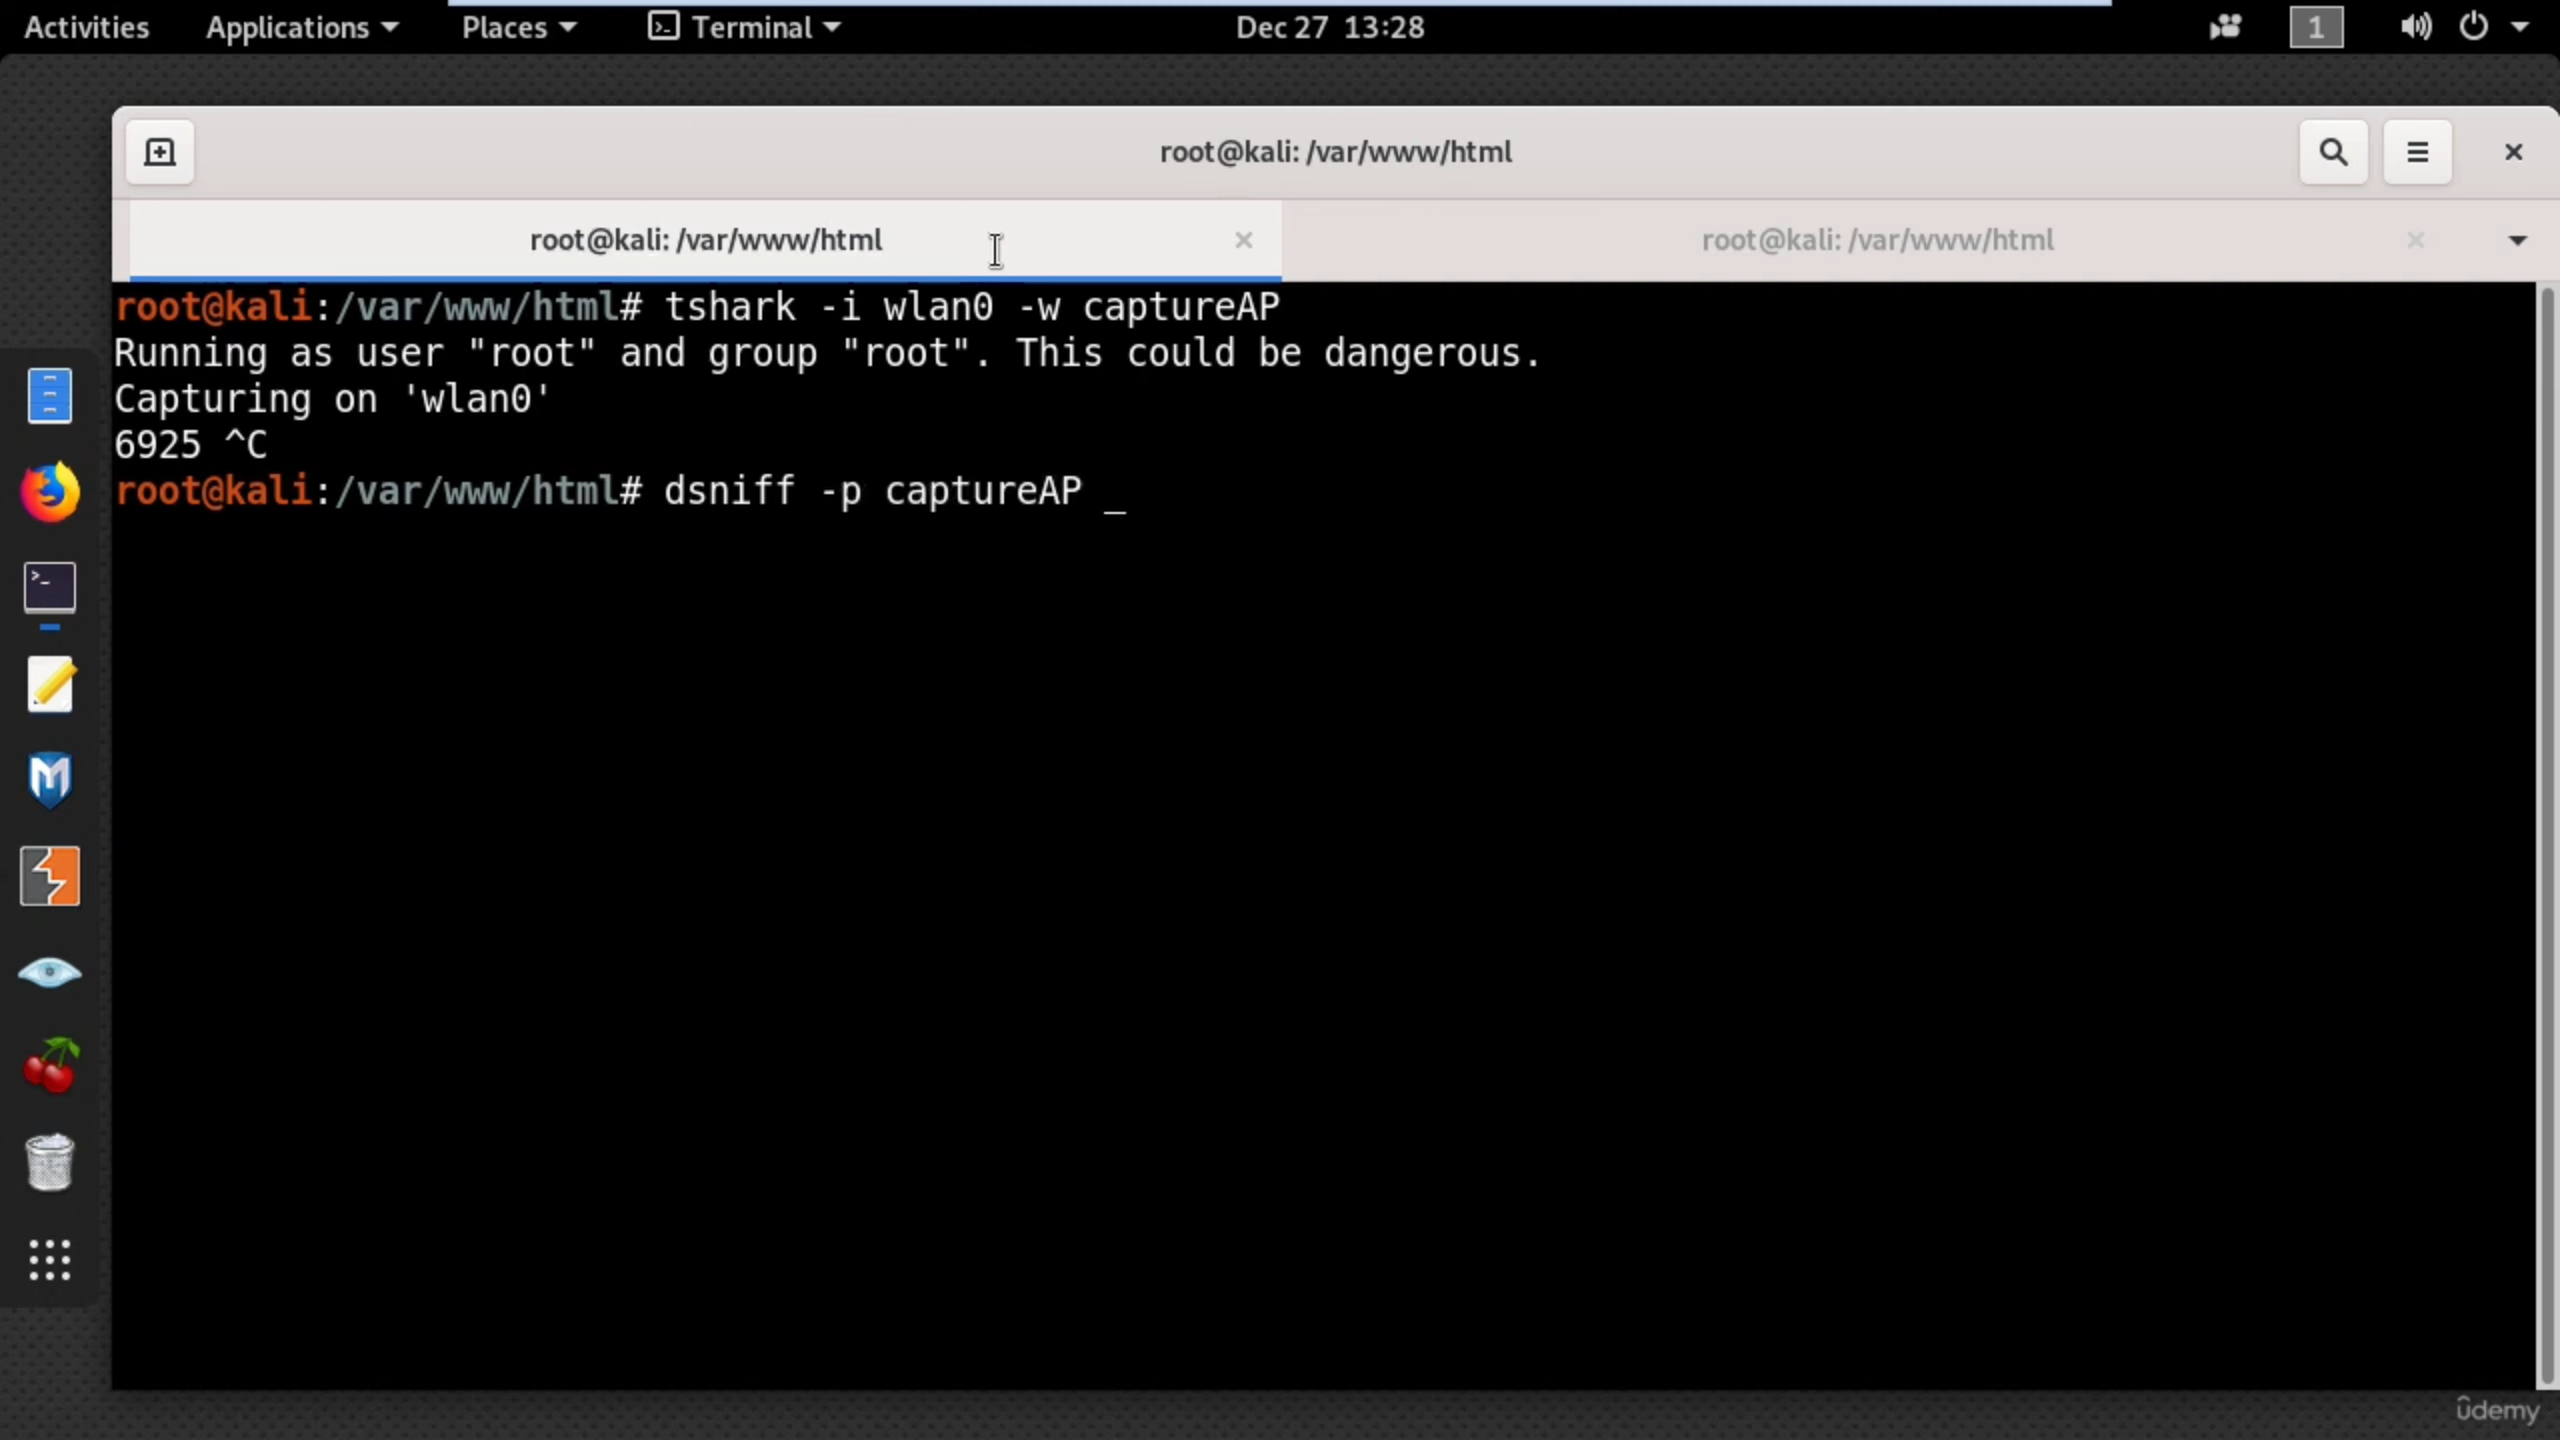 Activities Applications Places Terminal Dec 27 13:28 1
root@kali: /var/www/html
root@kali: /var/www/html root@kali: /var/www/html
root@kali:/var/www/html# tshark -i wlan0 -w captureAP
Running as user "root" and group "root". This could be dangerous.
Capturing on 'wlan0'
6925 ^C
root@kali:/var/www/html# dsniff -p captureAP _
ûdemy